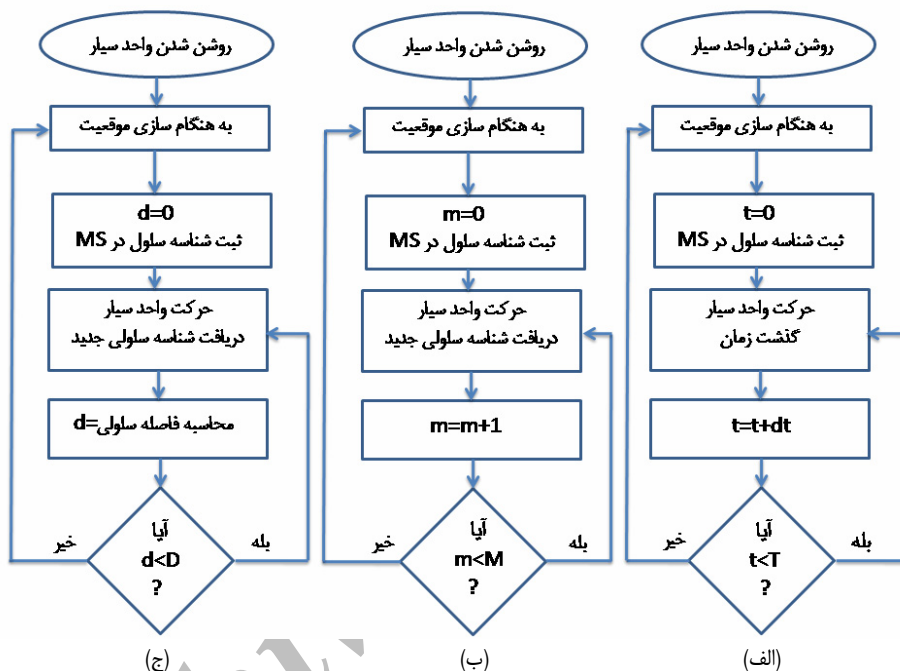 روشن شدن واحد سیار
به هنگام سازی موقعیت
t=0
ثبت شناسه سلول در MS
حرکت واحد سیار
گذشت زمان
t=t+dt
آیا
t<T
?
بله
خیر
(الف)
روشن شدن واحد سیار
به هنگام سازی موقعیت
m=0
ثبت شناسه سلول در MS
حرکت واحد سیار
دریافت شناسه سلولی جدید
m=m+1
آیا
m<M
?
بله
خیر
(ب)
روشن شدن واحد سیار
به هنگام سازی موقعیت
d=0
ثبت شناسه سلول در MS
حرکت واحد سیار
دریافت شناسه سلولی جدید
محاسبه فاصله سلولی=d
آیا
d<D
?
بله
خیر
(ج)